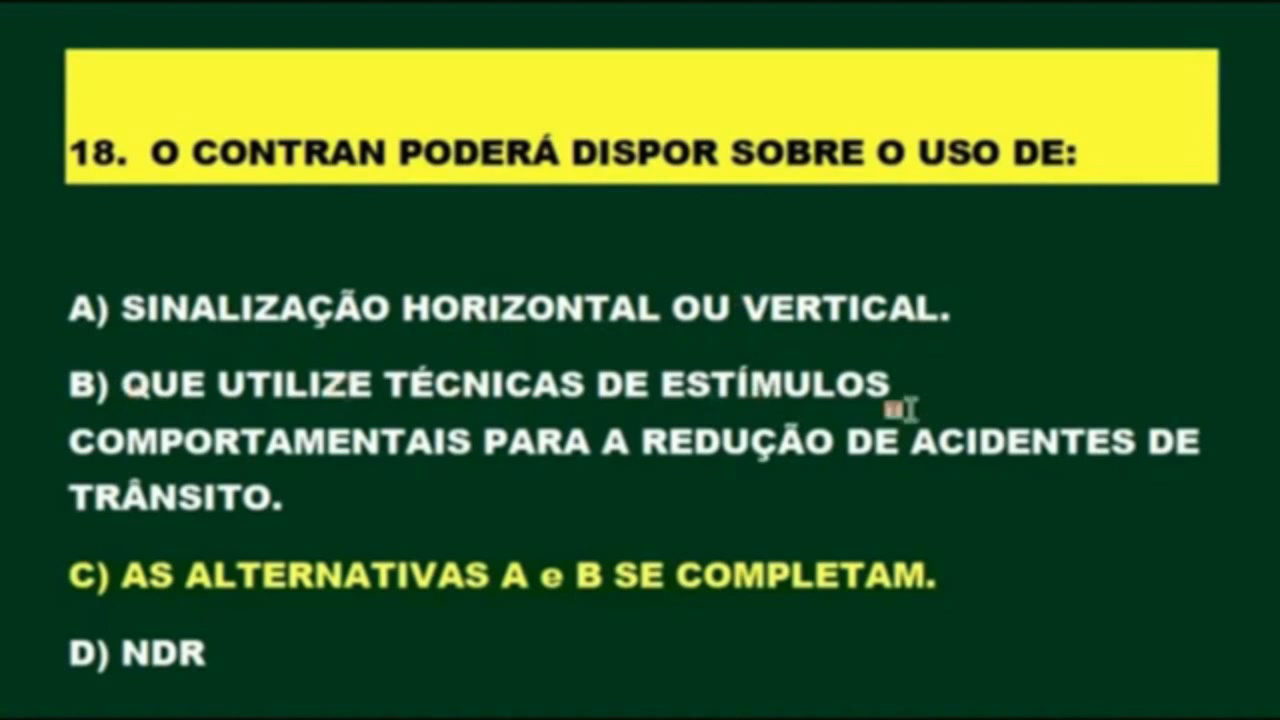 18. O CONTRAN PODERÁ DISPOR SOBRE O USO DE:
A) SINALIZAÇÃO HORIZONTAL OU VERTICAL.
B) QUE UTILIZE TÉCNICAS DE ESTÍMULOS
COMPORTAMENTAIS PARA A REDUÇÃO DE ACIDENTES DE
TRÂNSITO.
C) AS ALTERNATIVAS A e B SE COMPLETAM.
D) NDR